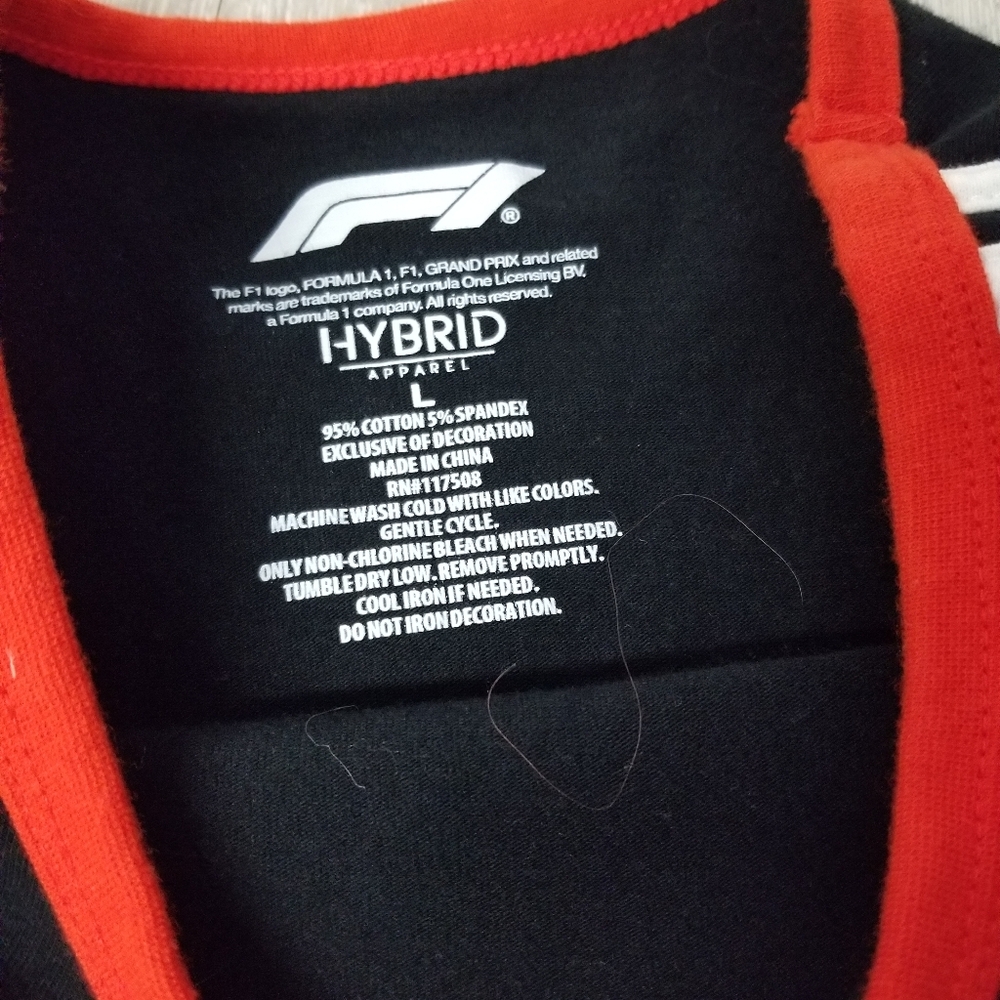 F1®
The F1 logo, FORMULA 1, F1, GRAND PRIX and related
marks are trademarks of Formula One Licensing BV,
a Formula 1 company. All rights reserved.
HYBRID
APPAREL
L
95% COTTON 5% SPANDEX
EXCLUSIVE OF DECORATION
MADE IN CHINA
RN#117508
MACHINE WASH COLD WITH LIKE COLORS.
GENTLE CYCLE.
ONLY NON-CHLORINE BLEACH WHEN NEEDED.
TUMBLE DRY LOW. REMOVE PROMPTLY.
COOL IRON IF NEEDED.
DO NOT IRON DECORATION.